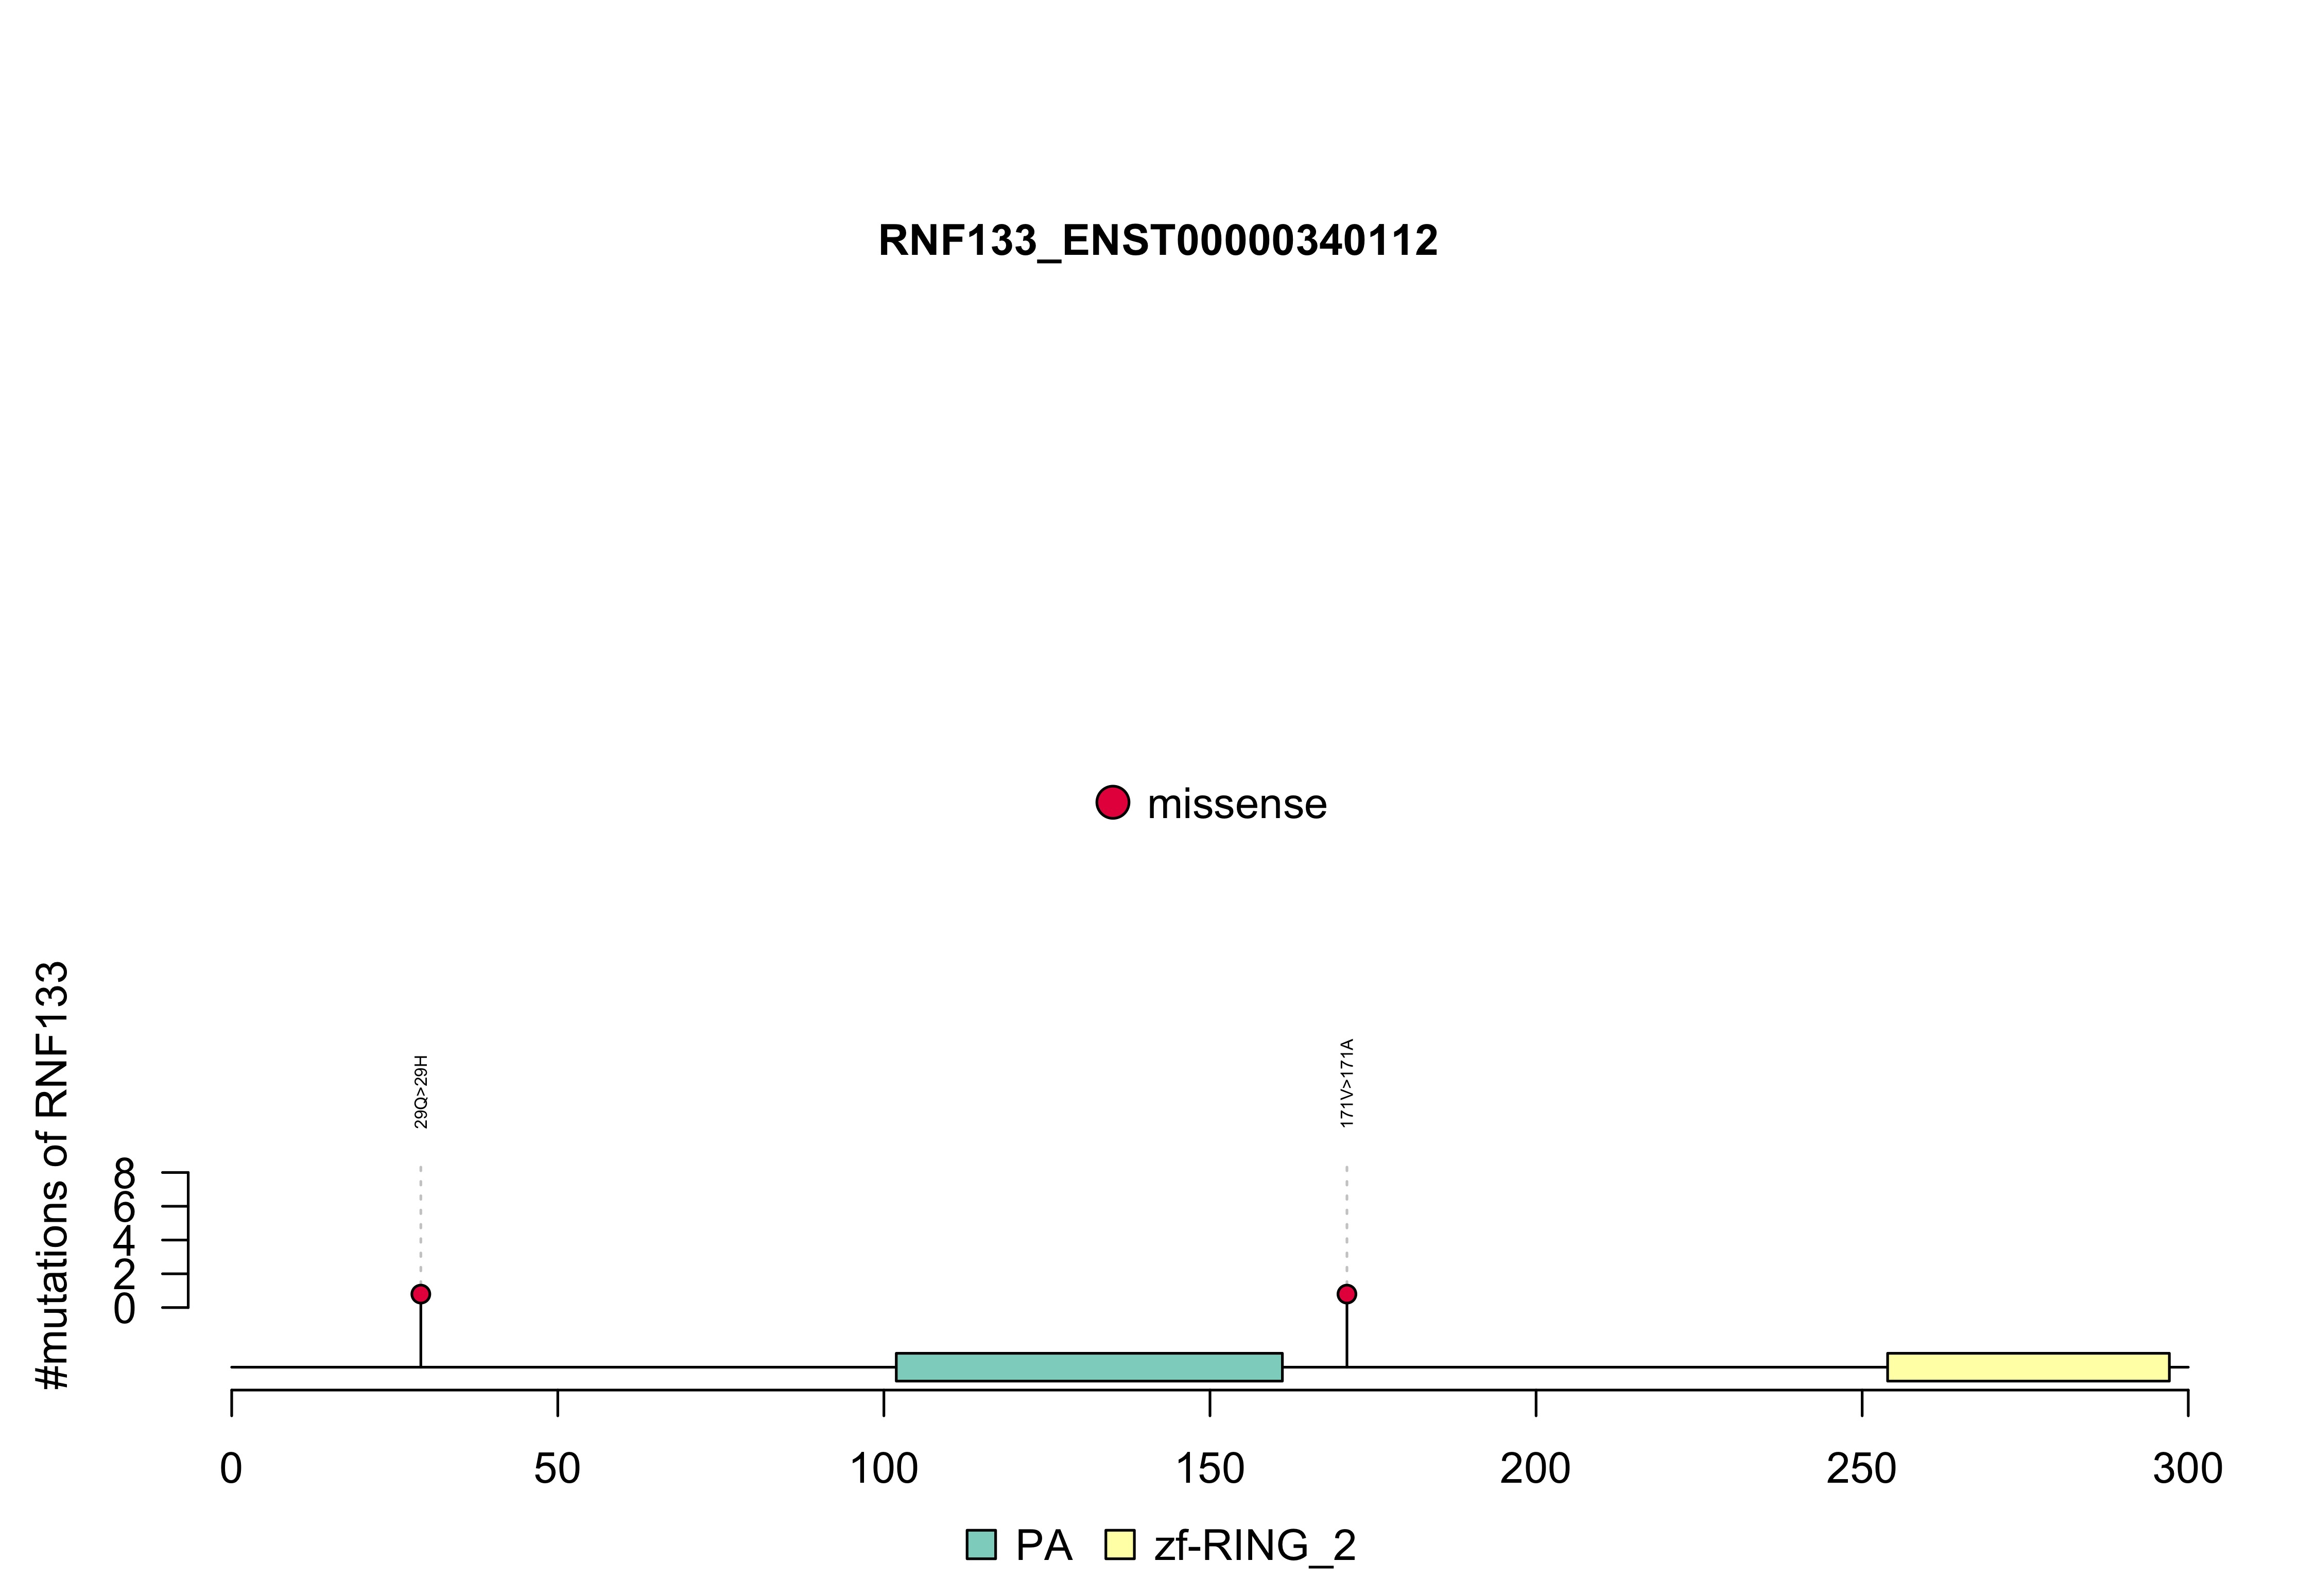 RNF133_ENST00000340112
missense
#mutations of RNF133
29Q>29H
171V>171A
8
6
4
2
0
0 50 100 150 200 250 300
PA zf-RING_2